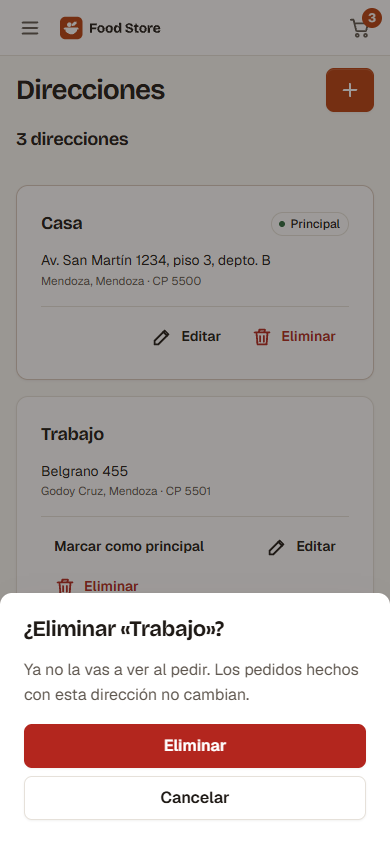 Food Store
3
Direcciones
3 direcciones
Casa
Principal
Av. San Martín 1234, piso 3, depto. B
Mendoza, Mendoza · CP 5500
Editar
Eliminar
Trabajo
Belgrano 455
Godoy Cruz, Mendoza · CP 5501
Marcar como principal
Editar
Eliminar
¿Eliminar «Trabajo»?
Ya no la vas a ver al pedir. Los pedidos hechos
con esta dirección no cambian.
Eliminar
Cancelar